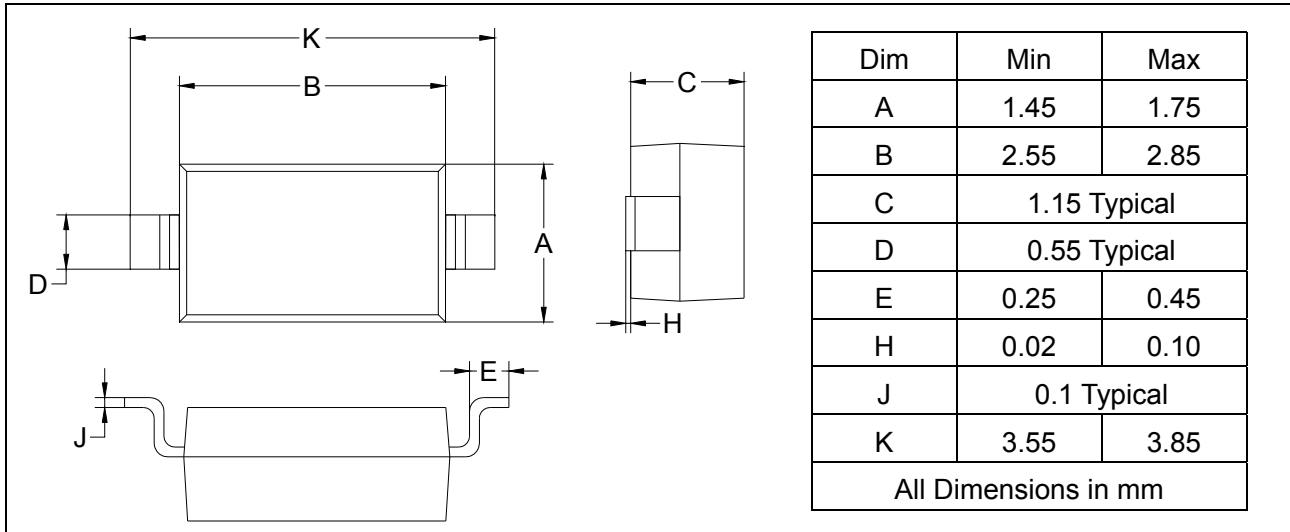 K
B
C
A
D
H
E
J
Dim Min Max
A 1.45 1.75
B 2.55 2.85
C 1.15 Typical
D 0.55 Typical
E 0.25 0.45
H 0.02 0.10
J 0.1 Typical
K 3.55 3.85
All Dimensions in mm